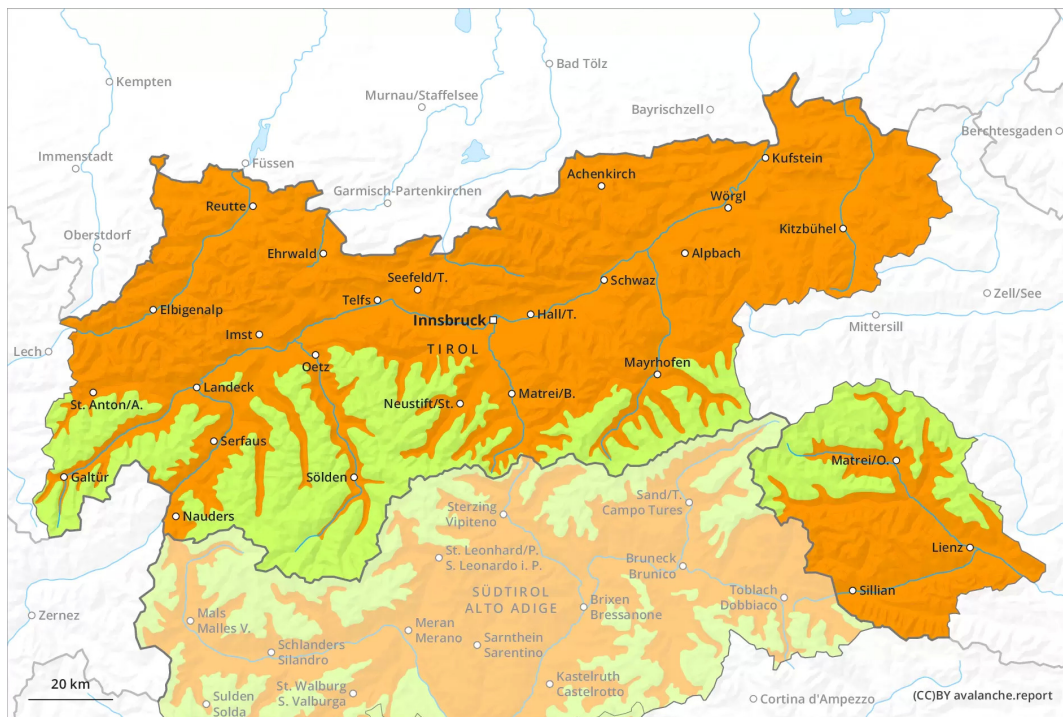 Kempten
Bad Tölz
Murnau/Staffelsee
Bayrischzell
Berchtesgaden
Immenstadt
Füssen
Kufstein
Achenkirch
Garmisch-Partenkirchen
Wörgl
Reutte
Oberstdorf
Kitzbühel
Ehrwald
Alpbach
Seefeld/T.
Schwaz
Zell/See
Telfs
Elbigenalp
Hall/T.
Innsbruck
Mittersill
Imst
TIROL
Lech
Oetz
Mayrhofen
Landeck
St. Anton/A.
Neustift/St.
Matrei/B.
Serfaus
Matrei/O.
Galtür
Sölden
Sand/T.
Campo Tures
Sterzing
Vipiteno
Nauders
Lienz
St. Leonhard/P.
S. Leonardo i. P.
Bruneck
Brunico
Sillian
SÜDTIROL
ALTO ADIGE
Toblach
Dobbiaco
Brixen
Bressanone
Zernez
Mals
Malles V.
Meran
Merano
Schlanders
Silandro
Sarnthein
Sarentino
Kastelruth
Castelrotto
20 km
St. Walburg
S. Valburga
Sulden
Solda
Cortina d'Ampezzo
(CC)BY avalanche.report